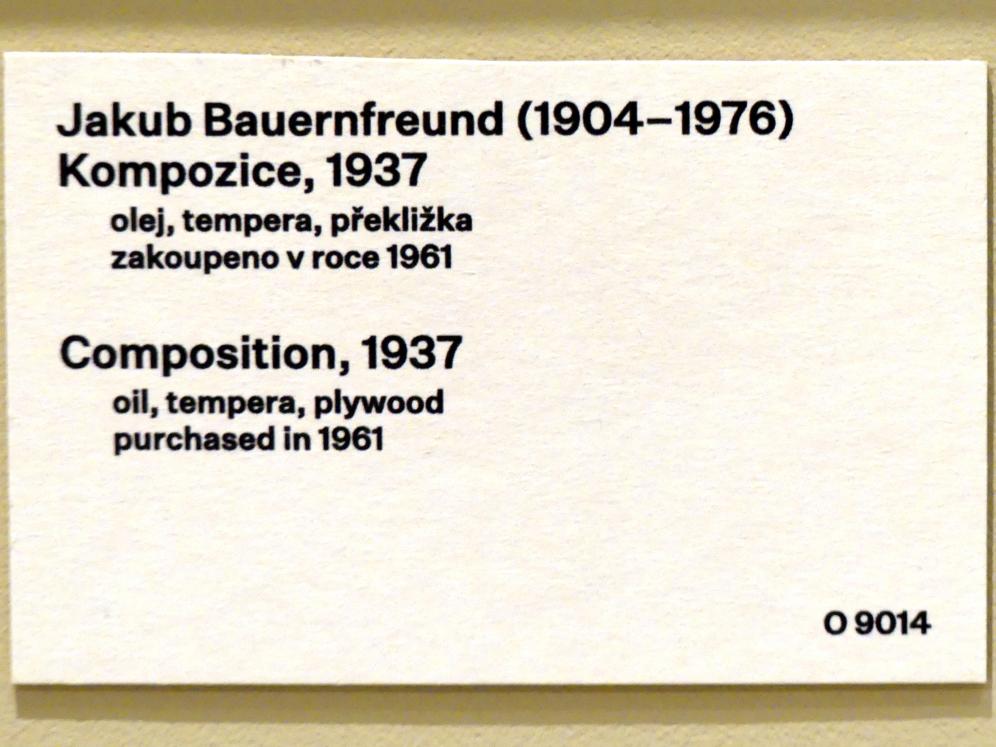 Jakub Bauernfreund (1904–1976)
Kompozice, 1937
olej, tempera, překližka
zakoupeno v roce 1961
Composition, 1937
oil, tempera, plywood
purchased in 1961
O 9014